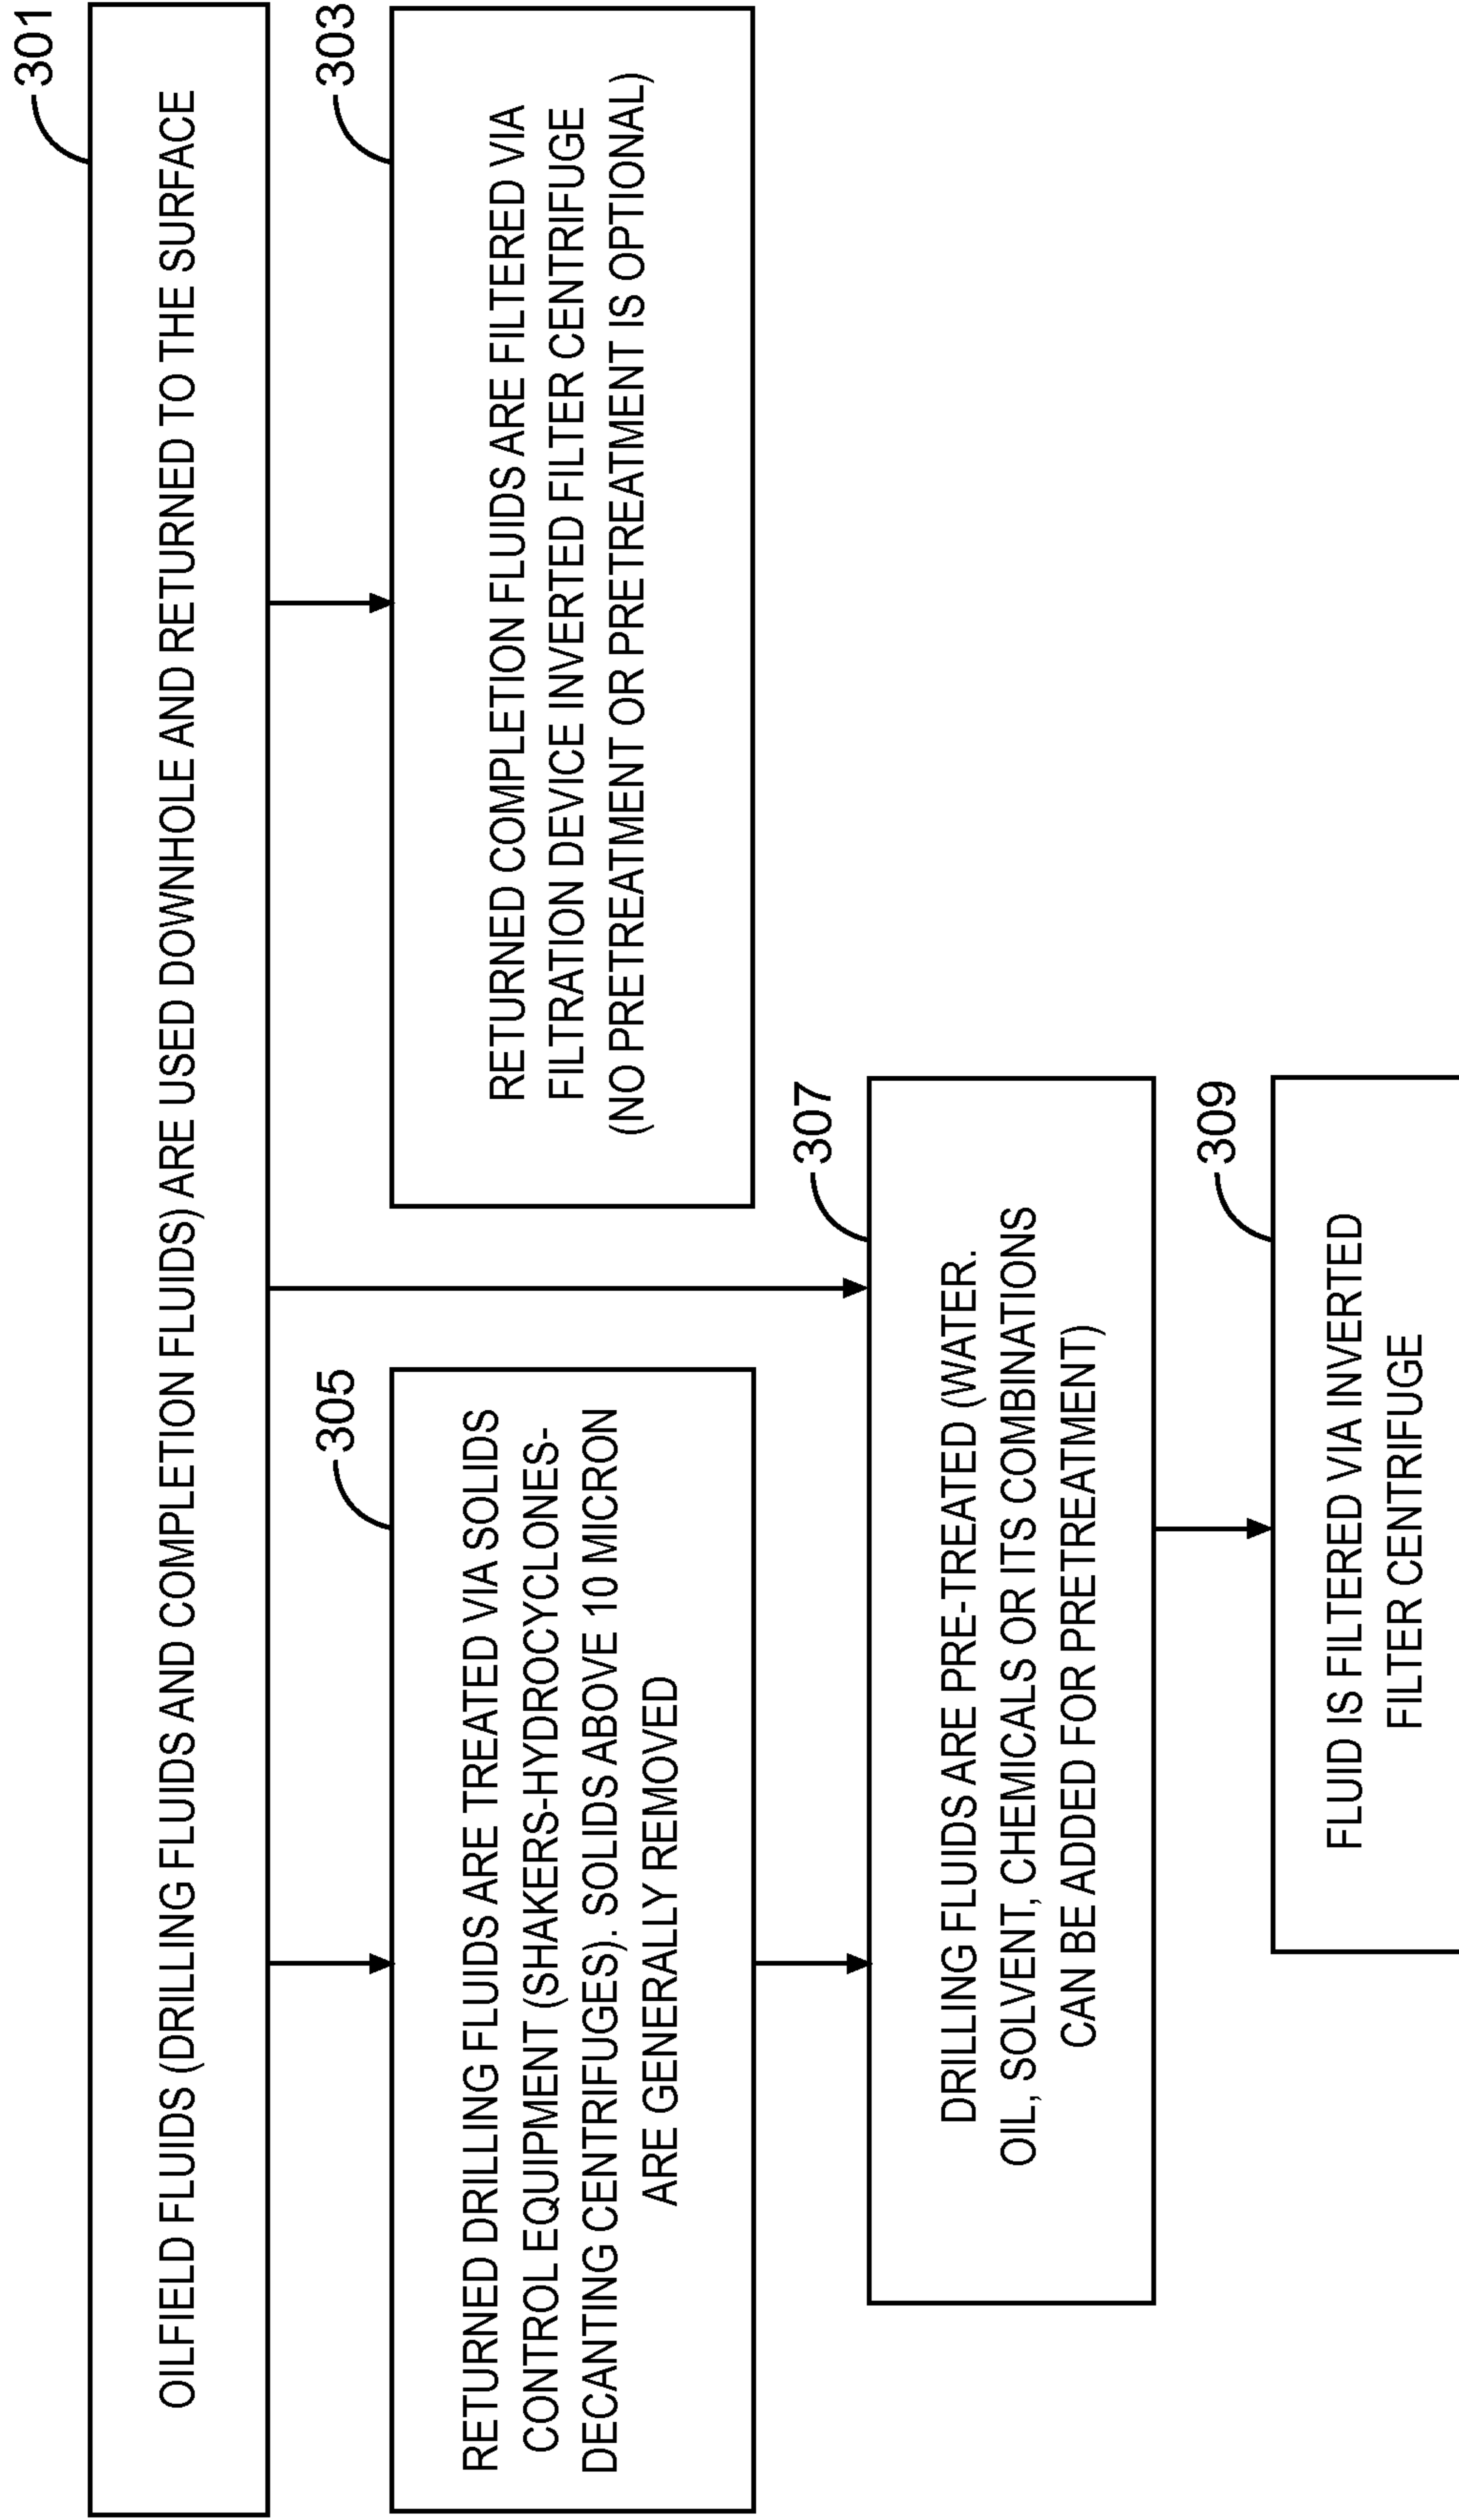 301
OILFIELD FLUIDS (DRILLING FLUIDS AND COMPLETION FLUIDS) ARE USED DOWNHOLE AND RETURNED TO THE SURFACE
305
RETURNED DRILLING FLUIDS ARE TREATED VIA SOLIDS
CONTROL EQUIPMENT (SHAKERS-HYDROCYCLONES-
DECANTING CENTRIFUGES). SOLIDS ABOVE 10 MICRON
ARE GENERALLY REMOVED
303
RETURNED COMPLETION FLUIDS ARE FILTERED VIA
FILTRATION DEVICE INVERTED FILTER CENTRIFUGE
(NO PRETREATMENT OR PRETREATMENT IS OPTIONAL)
307
DRILLING FLUIDS ARE PRE-TREATED (WATER.
OIL, SOLVENT, CHEMICALS OR ITS COMBINATIONS
CAN BE ADDED FOR PRETREATMENT)
309
FLUID IS FILTERED VIA INVERTED
FILTER CENTRIFUGE